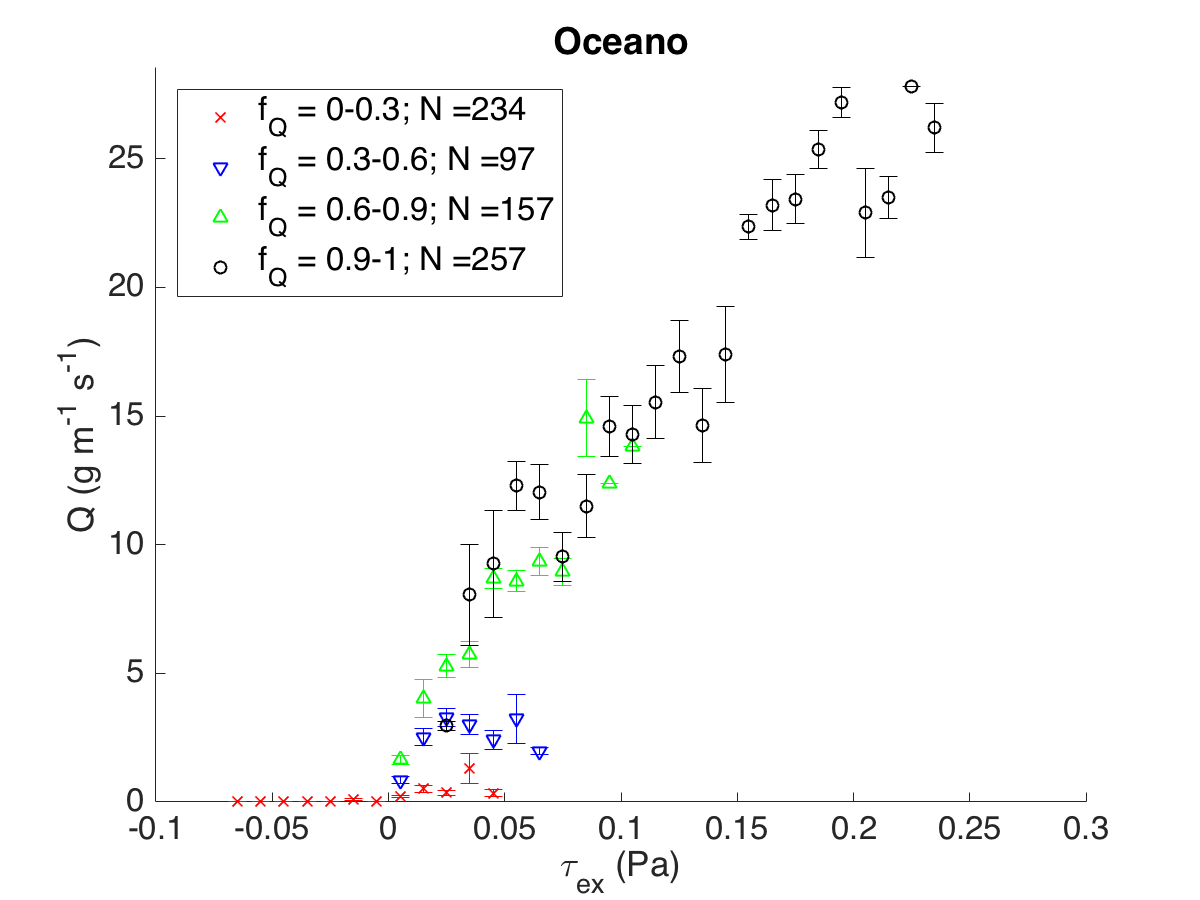 Oceano
f_Q = 0-0.3; N =234
f_Q = 0.3-0.6; N =97
f_Q = 0.6-0.9; N =157
f_Q = 0.9-1; N =257
Q (g m^-1 s^-1)
25
20
15
10
5
0
-0.1 -0.05 0 0.05 0.1 0.15 0.2 0.25 0.3
τ_ex (Pa)